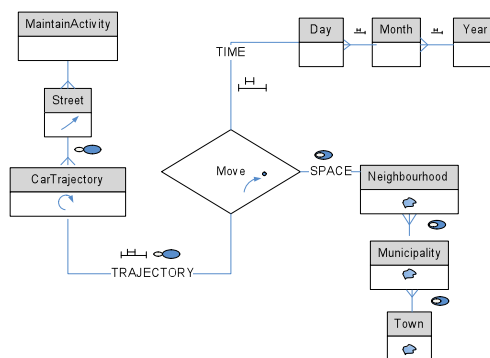 MaintainActivity
Day
Month
Year
TIME
Street
CarTrajectory
Move
SPACE
Neighbourhood
Municipality
TRAJECTORY
Town